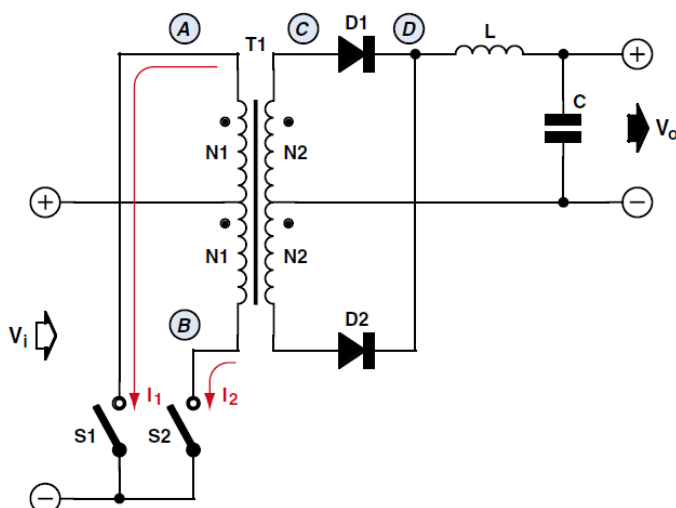 A
T1
C
D1
D
L
+
N1
N2
C
Vo
+
N1
N2
−
B
D2
Vi
I1
I2
S1
S2
−